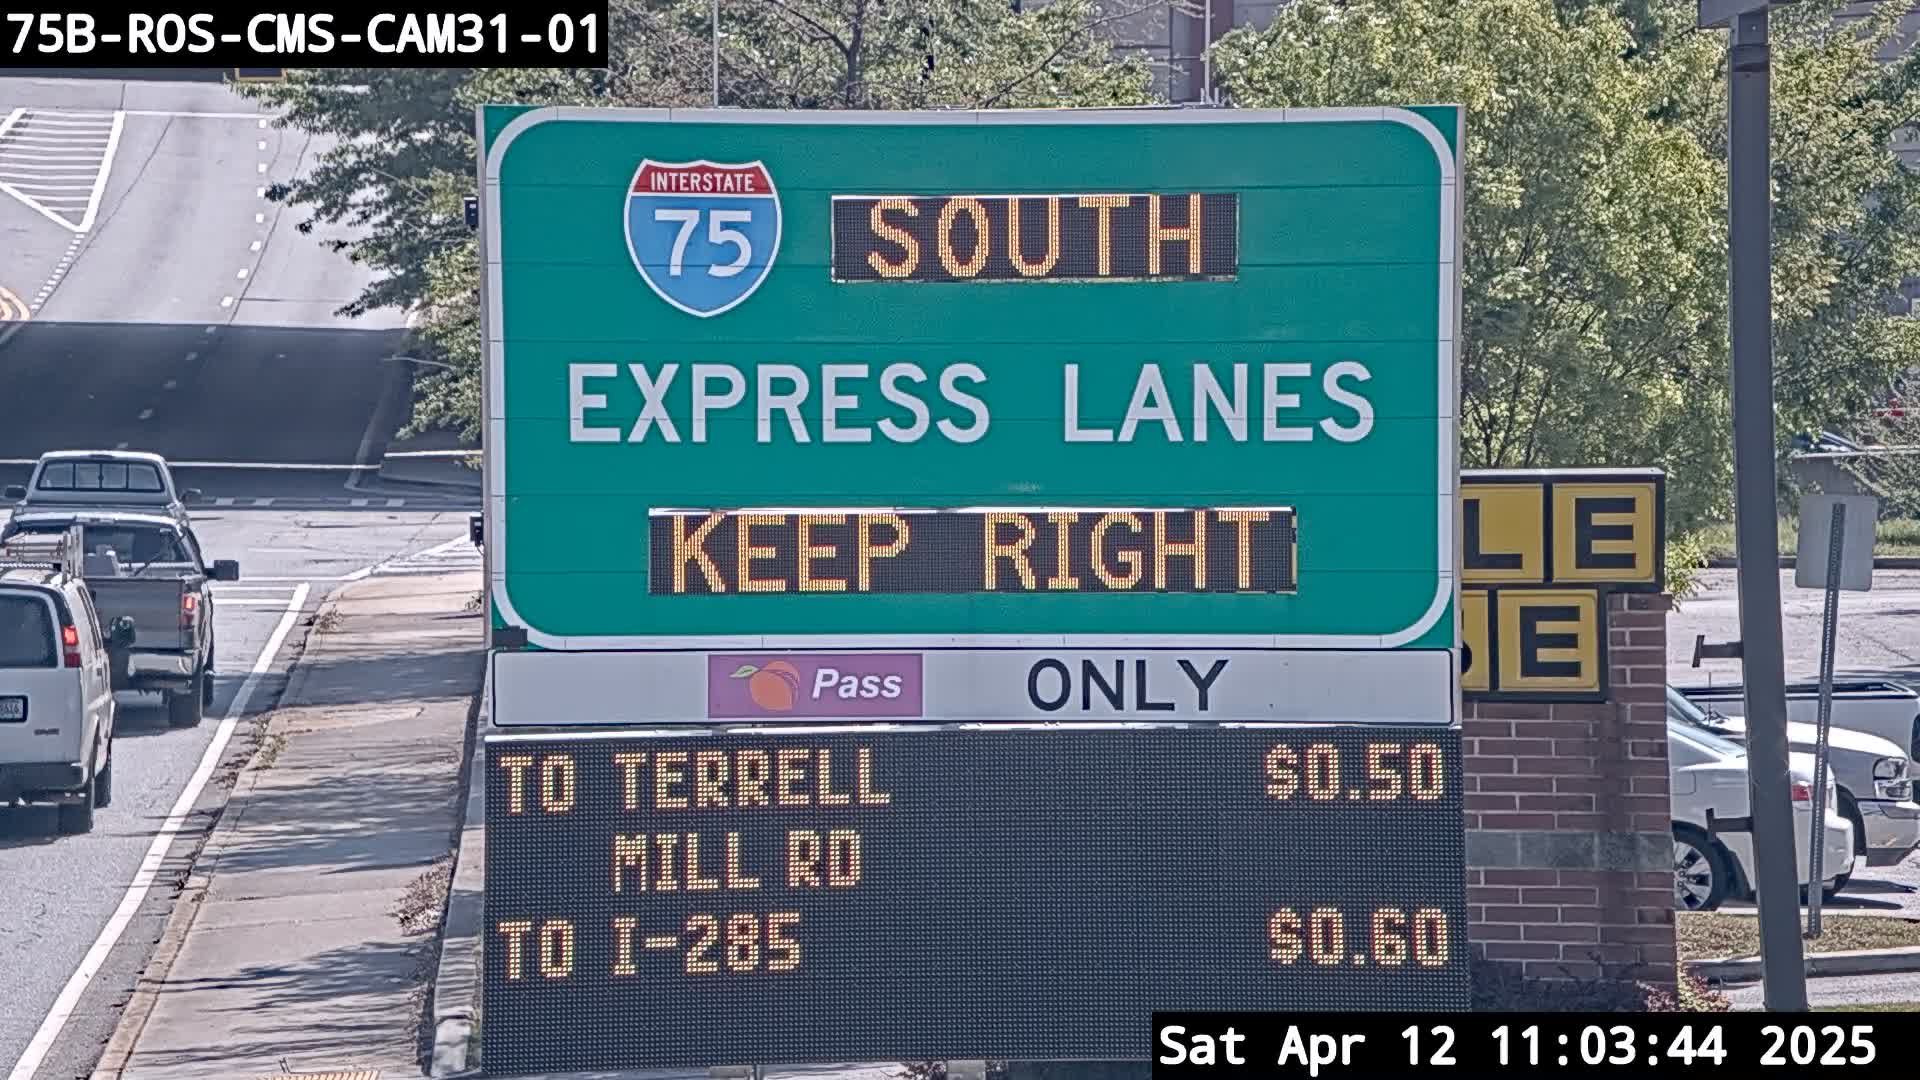 75B-ROS-CMS-CAM31-01
INTERSTATE
75
SOUTH
EXPRESS LANES
KEEP RIGHT
Pass ONLY
TO TERRELL $0.50
MILL RD
TO I-285 $0.60
LE
E
Sat Apr 12 11:03:44 2025